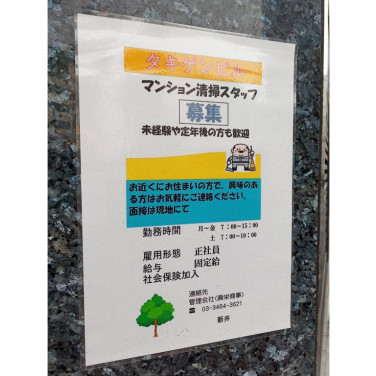 タキゲンビル
マンション清掃スタッフ
募集
未経験や定年後の方も歓迎
お近くにお住まいの方で、興味のあ
る方はお気軽にご連絡ください。
面接は現地にて
勤務時間 月～金 7:00～15:00
土 7:00～10:00
雇用形態 正社員
給与 固定給
社会保険加入
連絡先
管理会社(興栄商事)
☎ 03-3464-3621
新井